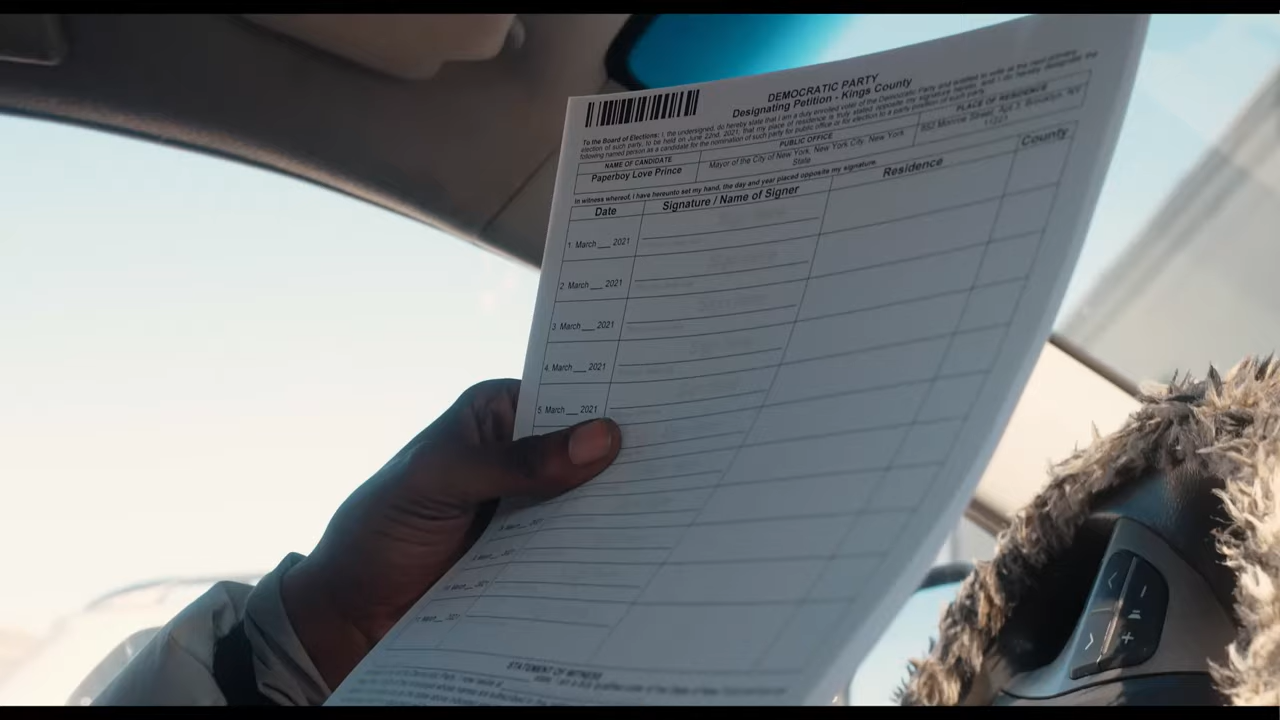 DEMOCRATIC PARTY
Designating Petition - Kings County
To the Board of Elections: I, the undersigned, do hereby state that I am a duly enrolled voter of the Democratic Party and entitled to vote at the next primary
election of such party, to be held on June 22nd, 2021, that my place of residence is truly stated opposite my signature hereto, and I do hereby designate the
following named person as a candidate for the nomination of such party for public office or for election to a party position of such party.
NAME OF CANDIDATE
PUBLIC OFFICE
PLACE OF RESIDENCE
Paperboy Love Prince
Mayor of the City of New York, New York City, New York
State
852 Monroe Street, Apt 3, Brooklyn, NY
11221
In witness whereof, I have hereunto set my hand, the day and year placed opposite my signature.
Date
Signature / Name of Signer
Residence
County
1. March ___ 2021
2. March ___ 2021
3. March ___ 2021
4. March ___ 2021
5. March ___ 2021
STATEMENT OF WITNESS